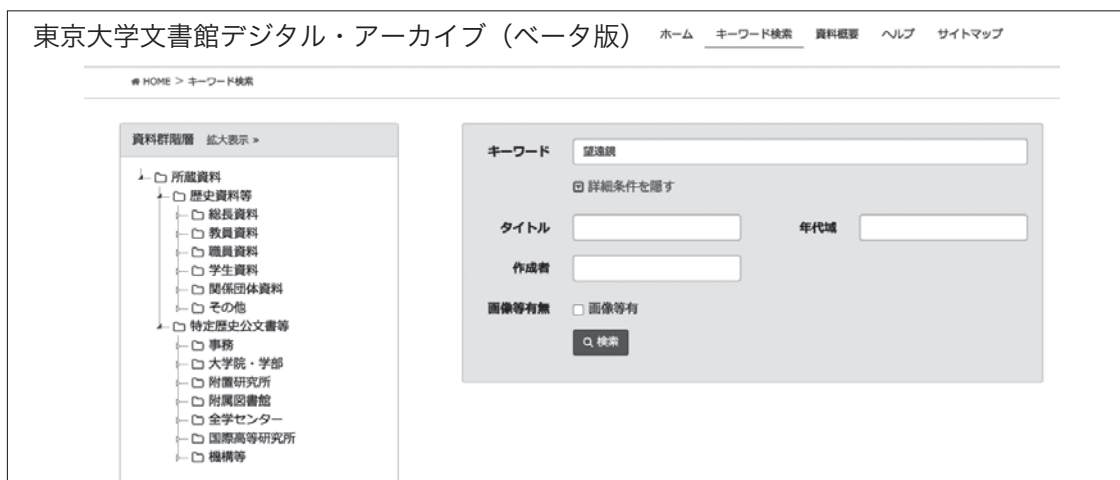 東京大学文書館デジタル・アーカイブ（ベータ版） ホーム キーワード検索 資料概要 ヘルプ サイトマップ
HOME > キーワード検索
資料群階層 拡大表示 »
所蔵資料
歴史資料等
総長資料
教員資料
職員資料
学生資料
関係団体資料
その他
特定歴史公文書等
事務
大学院・学部
附置研究所
附属図書館
全学センター
国際高等研究所
機構等
キーワード 望遠鏡
詳細条件を隠す
タイトル 年代域
作成者
画像等有無 画像等有
検索